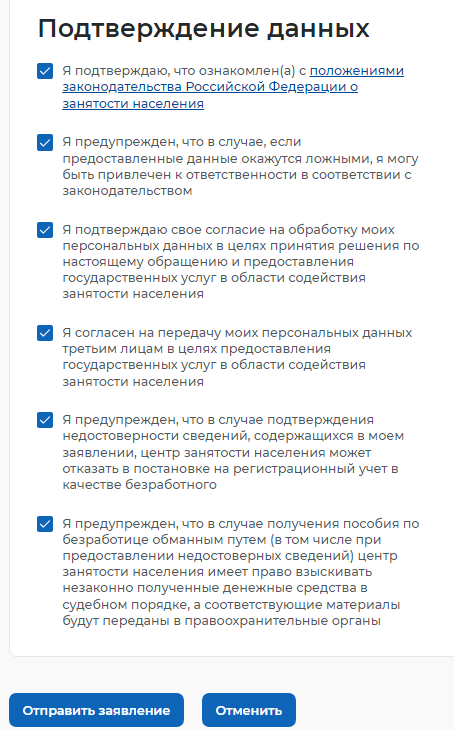 Подтверждение данных
Я подтверждаю, что ознакомлен(а) с положениями
законодательства Российской Федерации о
занятости населения
Я предупрежден, что в случае, если
предоставленные данные окажутся ложными, я могу
быть привлечен к ответственности в соответствии с
законодательством
Я подтверждаю свое согласие на обработку моих
персональных данных в целях принятия решения по
настоящему обращению и предоставления
государственных услуг в области содействия
занятости населения
Я согласен на передачу моих персональных данных
третьим лицам в целях предоставления
государственных услуг в области содействия
занятости населения
Я предупрежден, что в случае подтверждения
недостоверности сведений, содержащихся в моем
заявлении, центр занятости населения может
отказать в постановке на регистрационный учет в
качестве безработного
Я предупрежден, что в случае получения пособия по
безработице обманным путем (в том числе при
предоставлении недостоверных сведений) центр
занятости населения имеет право взыскивать
незаконно полученные денежные средства в
судебном порядке, а соответствующие материалы
будут переданы в правоохранительные органы
Отправить заявление Отменить